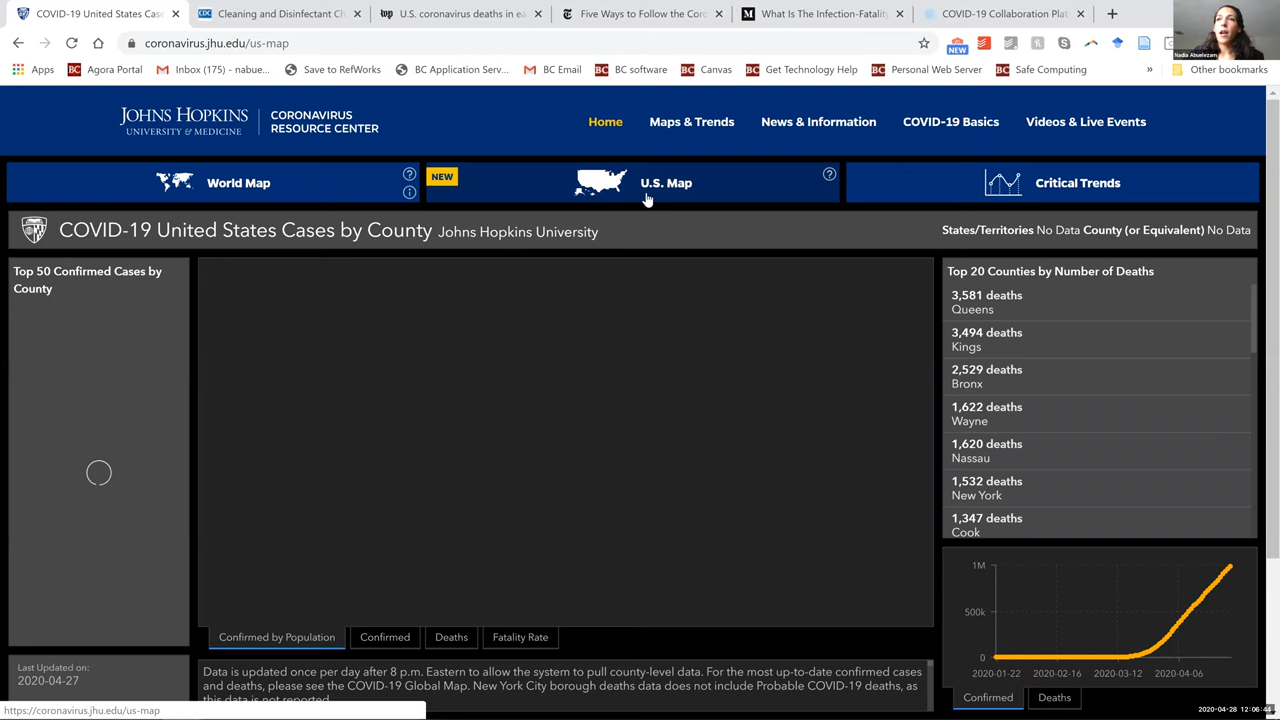 COVID-19 United States Cas
Cleaning and Disinfectant Ch
U.S. coronavirus deaths in ea
Five Ways to Follow the Coro
What Is The Infection-Fatality
COVID-19 Collaboration Plat
coronavirus.jhu.edu/us-map
NEW
Nadia Abuelezam
Apps
Agora Portal
Inbox (175) - nabue...
Save to RefWorks
BC Applicatio
BC email
BC software
Canvas
Get Technology Help
Personal Web Server
Safe Computing
»
Other bookmarks
JOHNS HOPKINS
UNIVERSITY & MEDICINE
CORONAVIRUS
RESOURCE CENTER
Home
Maps & Trends
News & Information
COVID-19 Basics
Videos & Live Events
World Map
NEW
U.S. Map
Critical Trends
COVID-19 United States Cases by County Johns Hopkins University
States/Territories No Data County (or Equivalent) No Data
Top 50 Confirmed Cases by
County
Top 20 Counties by Number of Deaths
3,581 deaths
Queens
3,494 deaths
Kings
2,529 deaths
Bronx
1,622 deaths
Wayne
1,620 deaths
Nassau
1,532 deaths
New York
1,347 deaths
Cook
Confirmed by Population
Confirmed
Deaths
Fatality Rate
Last Updated on:
2020-04-27
Data is updated once per day after 8 p.m. Eastern to allow the system to pull county-level data. For the most up-to-date confirmed cases
and deaths, please see the COVID-19 Global Map. New York City borough deaths data does not include Probable COVID-19 deaths, as
this data is not reported
1M
500k
0
2020-01-22
2020-02-16
2020-03-12
2020-04-06
Confirmed
Deaths
https://coronavirus.jhu.edu/us-map
2020-04-28 12:06:44